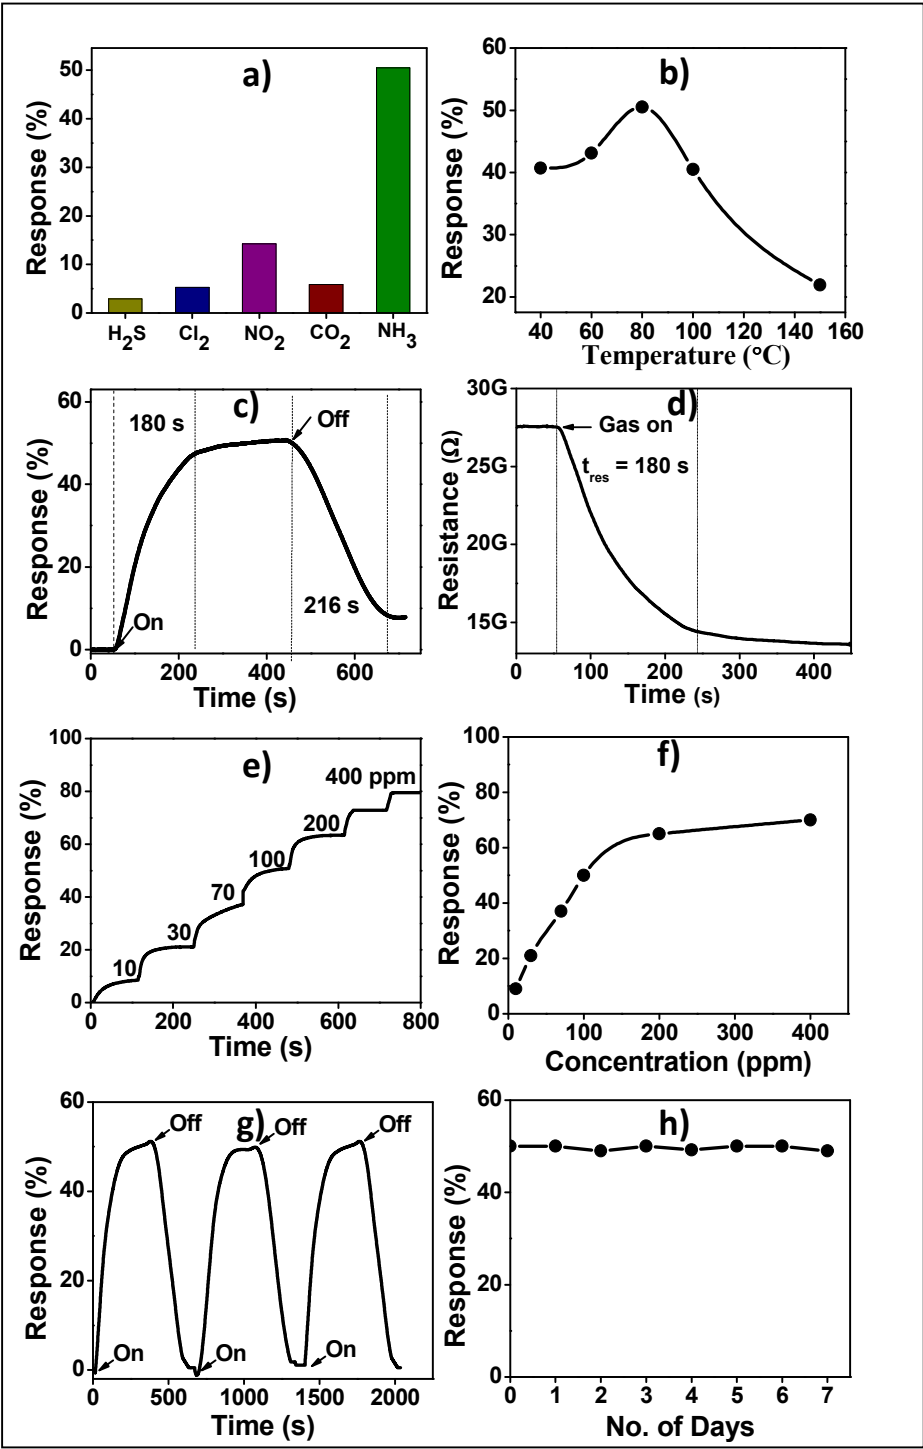 a)
Response (%)
50
40
30
20
10
0
H2S Cl2 NO2 CO2 NH3
b)
Response (%)
60
50
40
30
20
40 60 80 100 120 140 160
Temperature (°C)
c)
Response (%)
60
40
20
0
180 s
Off
On
216 s
0 200 400 600
Time (s)
d)
Resistance (Ω)
30G
25G
20G
15G
Gas on
tres = 180 s
0 100 200 300 400
Time (s)
e)
Response (%)
100
80
60
40
20
0
400 ppm
200
100
70
30
10
0 200 400 600 800
Time (s)
f)
Response (%)
100
80
60
40
20
0
0 100 200 300 400
Concentration (ppm)
g)
Response (%)
60
40
20
0
Off Off Off
On On On
0 500 1000 1500 2000
Time (s)
h)
Response (%)
60
40
20
0
0 1 2 3 4 5 6 7
No. of Days